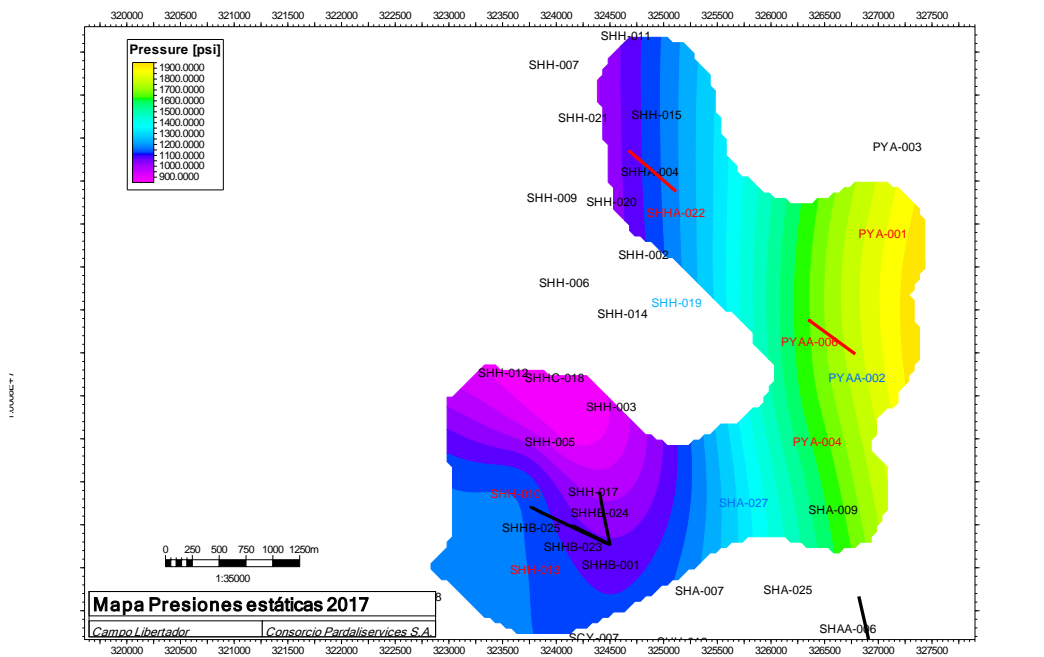 320000 320500 321000 321500 322000 322500 323000 323500 324000 324500 325000 325500 326000 326500 327000 327500
Pressure [psi]
1900.0000
1800.0000
1700.0000
1600.0000
1500.0000
1400.0000
1300.0000
1200.0000
1100.0000
1000.0000
900.0000
SHH-011
SHH-007
SHH-021
SHH-015
PYA-003
SHHA-004
SHH-009
SHH-020
SHHA-022
PYA-001
SHH-002
SHH-006
SHH-019
SHH-014
PYAA-006
SHH-012
SHHC-018
PYAA-002
SHH-003
SHH-005
PYA-004
SHH-016
SHH-017
SHA-027
SHHB-024
SHA-009
SHHB-025
SHHB-023
SHHB-001
SHH-013
0 250 500 750 1000 1250m
1:35000
SHA-007
SHA-025
8
Mapa Presiones estáticas 2017
SHAA-006
Campo Libertador
Consorcio Pardaliservices S.A.
320000 320500 321000 321500 322000 322500 323000 323500 324000 324500 325000 325500 326000 326500 327000 327500